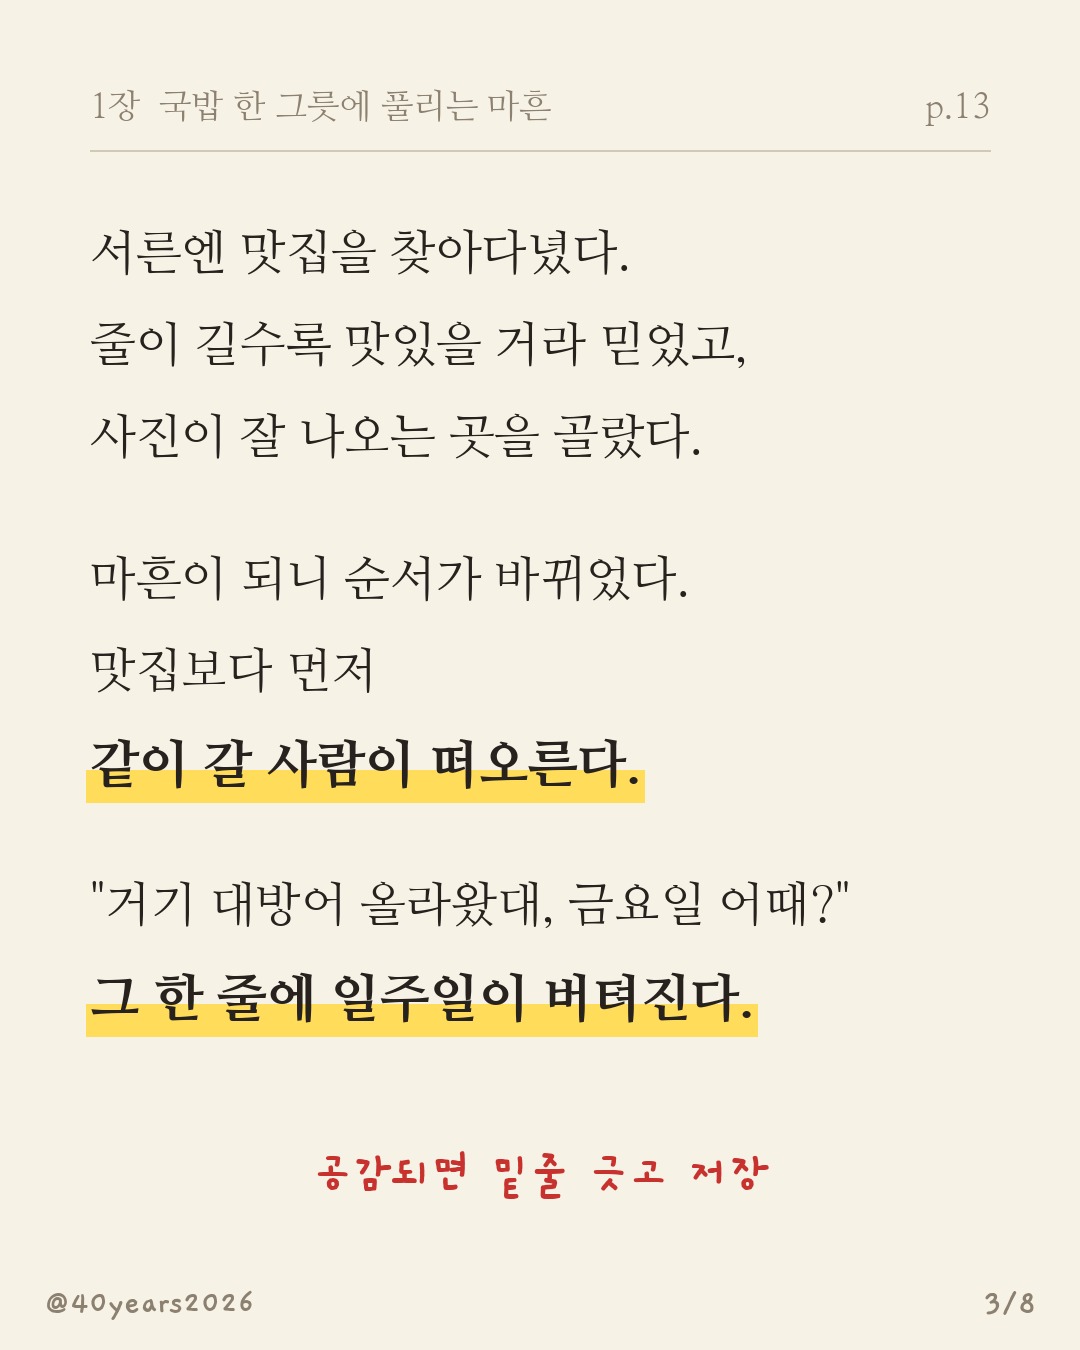 1장 국밥 한 그릇에 풀리는 마흔 p.13
서른엔 맛집을 찾아다녔다.
줄이 길수록 맛있을 거라 믿었고,
사진이 잘 나오는 곳을 골랐다.
마흔이 되니 순서가 바뀌었다.
맛집보다 먼저
같이 갈 사람이 떠오른다.
"거기 대방어 올라왔대, 금요일 어때?"
그 한 줄에 일주일이 버텨진다.
공감되면 밑줄 긋고 저장
@40years2026 3/8